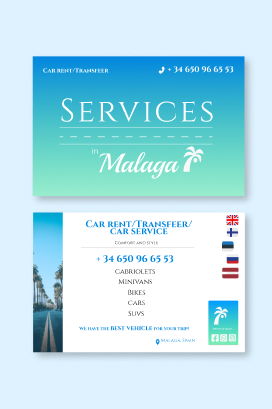 Car rent/Transfeer
+ 34 650 96 65 53
Services
in Malaga
Car rent/Transfeer/
car service
Comfort and style
+ 34 650 96 65 53
cabriolets
minivans
Bikes
cars
suvs
We have the best vehicle for your trip!
Malaga, Spain